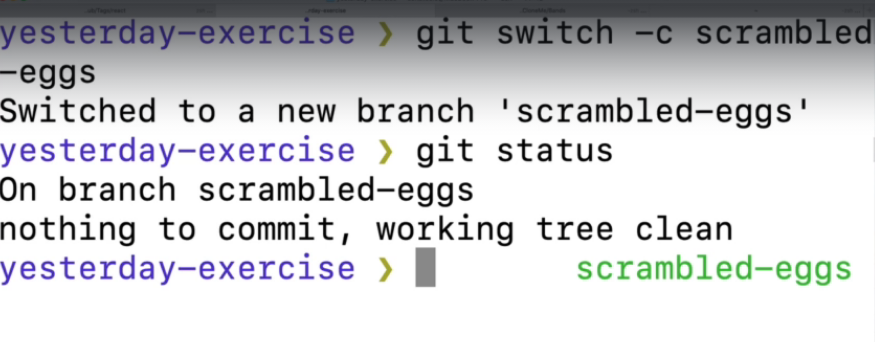 yesterday-exercise ❯ git switch -c scrambled
-eggs
Switched to a new branch 'scrambled-eggs'
yesterday-exercise ❯ git status
On branch scrambled-eggs
nothing to commit, working tree clean
yesterday-exercise ❯ scrambled-eggs